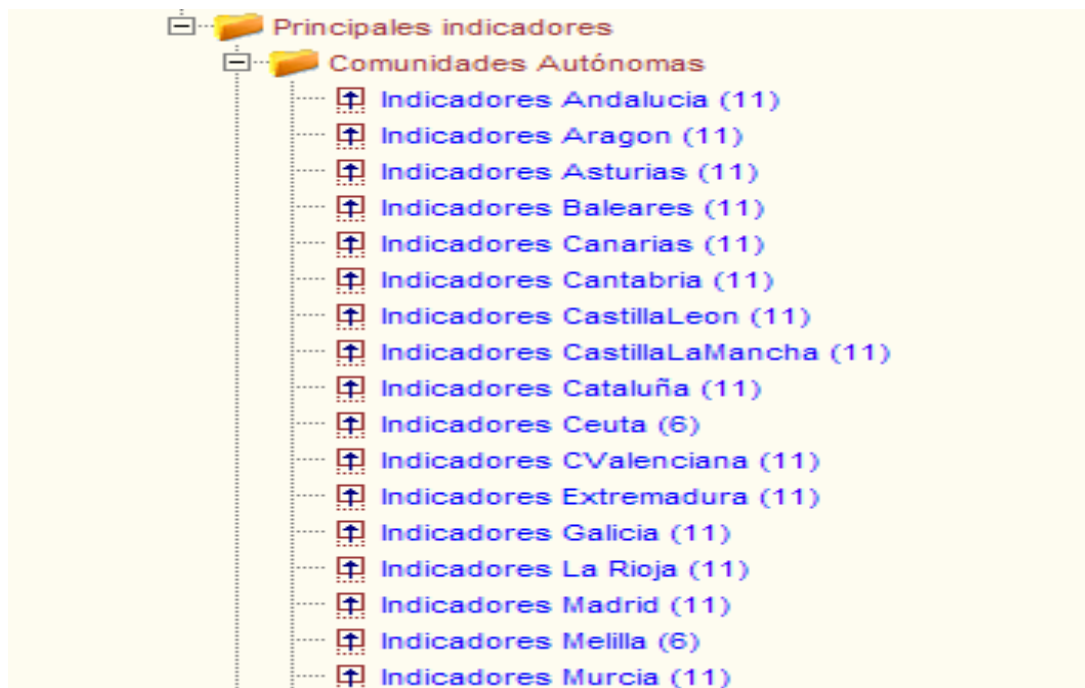 Principales indicadores
Comunidades Autónomas
Indicadores Andalucia (11)
Indicadores Aragon (11)
Indicadores Asturias (11)
Indicadores Baleares (11)
Indicadores Canarias (11)
Indicadores Cantabria (11)
Indicadores CastillaLeon (11)
Indicadores CastillaLaMancha (11)
Indicadores Cataluña (11)
Indicadores Ceuta (6)
Indicadores CValenciana (11)
Indicadores Extremadura (11)
Indicadores Galicia (11)
Indicadores La Rioja (11)
Indicadores Madrid (11)
Indicadores Melilla (6)
Indicadores Murcia (11)